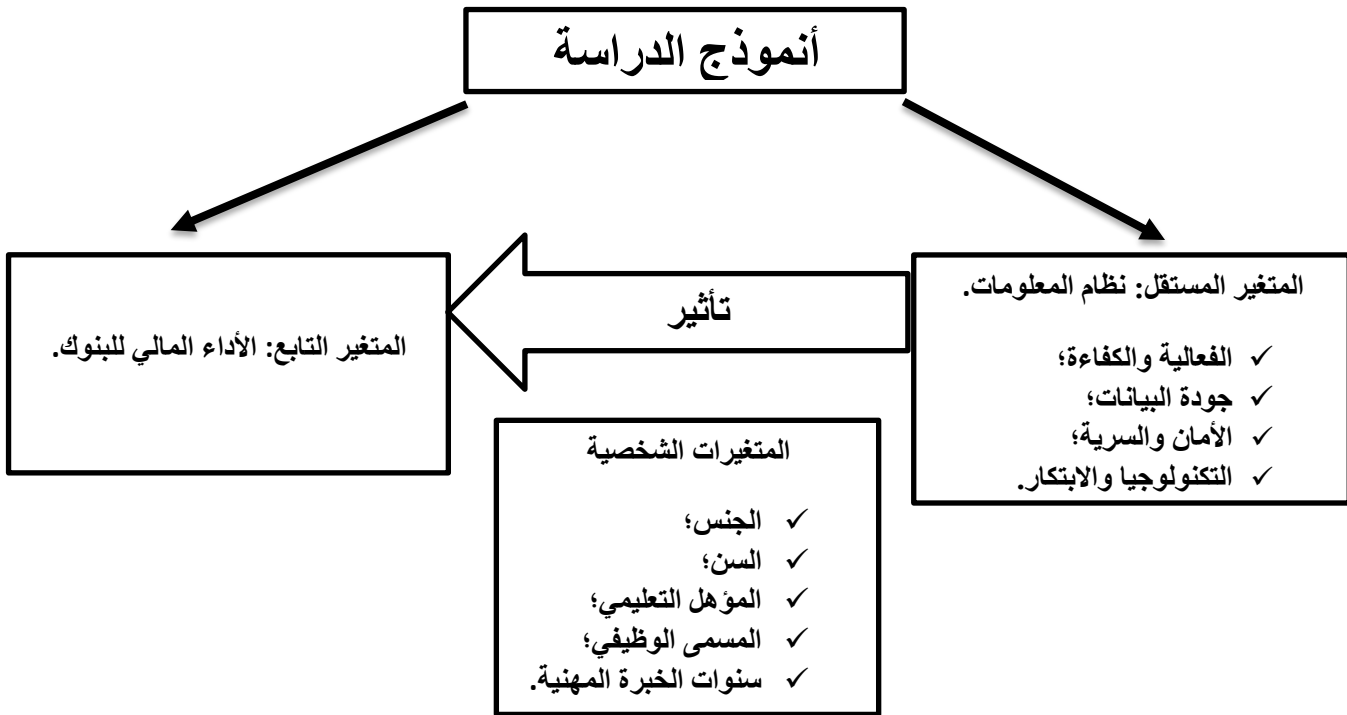 أنموذج الدراسة
المتغير المستقل: نظام المعلومات.
✓ الفعالية والكفاءة؛
✓ جودة البيانات؛
✓ الأمان والسرية؛
✓ التكنولوجيا والابتكار.
تأثير
المتغير التابع: الأداء المالي للبنوك.
المتغيرات الشخصية
✓ الجنس؛
✓ السن؛
✓ المؤهل التعليمي؛
✓ المسمى الوظيفي؛
✓ سنوات الخبرة المهنية.